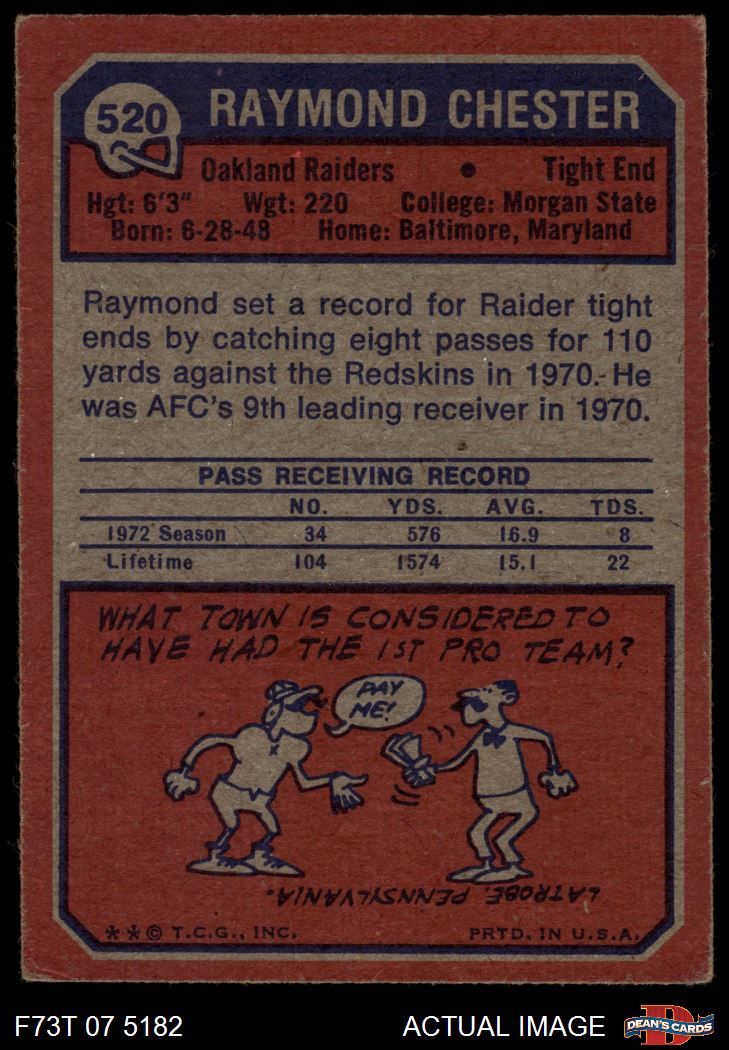 520
RAYMOND CHESTER
Oakland Raiders • Tight End
Hgt: 6'3" Wgt: 220 College: Morgan State
Born: 6-28-48 Home: Baltimore, Maryland
Raymond set a record for Raider tight
ends by catching eight passes for 110
yards against the Redskins in 1970. He
was AFC's 9th leading receiver in 1970.
PASS RECEIVING RECORD
NO. YDS. AVG. TDS.
1972 Season 34 576 16.9 8
Lifetime 104 1574 15.1 22
WHAT TOWN IS CONSIDERED TO
HAVE HAD THE 1ST PRO TEAM?
PAY
ME!
LATROBE, PENNSYLVANIA.
** © T.C.G., INC. PRTD. IN U.S.A.
F73T 07 5182 ACTUAL IMAGE
D
DEAN'S CARDS